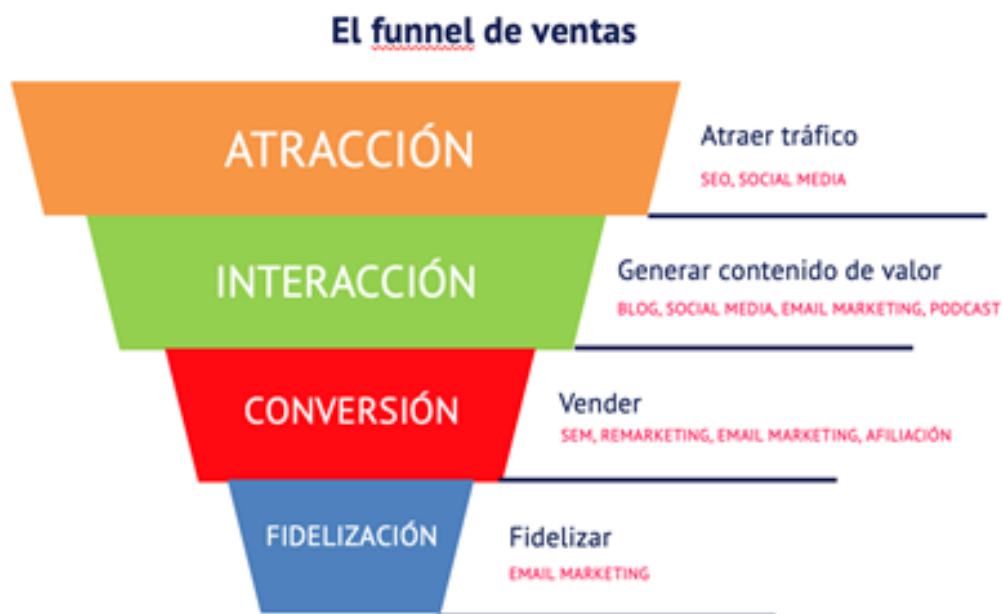 El funnel de ventas
ATRACCIÓN
Atraer tráfico
SEO, SOCIAL MEDIA
INTERACCIÓN
Generar contenido de valor
BLOG, SOCIAL MEDIA, EMAIL MARKETING, PODCAST
CONVERSIÓN
Vender
SEM, REMARKETING, EMAIL MARKETING, AFILIACIÓN
FIDELIZACIÓN
Fidelizar
EMAIL MARKETING